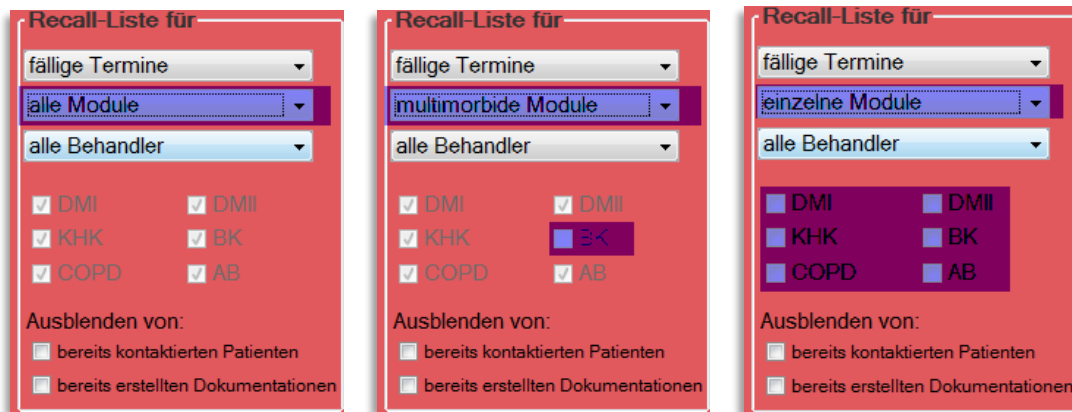 Recall-Liste für
fällige Termine
alle Module
alle Behandler
DMI DMII
KHK BK
COPD AB
Ausblenden von:
bereits kontaktierten Patienten
bereits erstellten Dokumentationen
Recall-Liste für
fällige Termine
multimorbide Module
alle Behandler
DMI DMII
KHK BK
COPD AB
Ausblenden von:
bereits kontaktierten Patienten
bereits erstellten Dokumentationen
Recall-Liste für
fällige Termine
einzelne Module
alle Behandler
DMI DMII
KHK BK
COPD AB
Ausblenden von:
bereits kontaktierten Patienten
bereits erstellten Dokumentationen